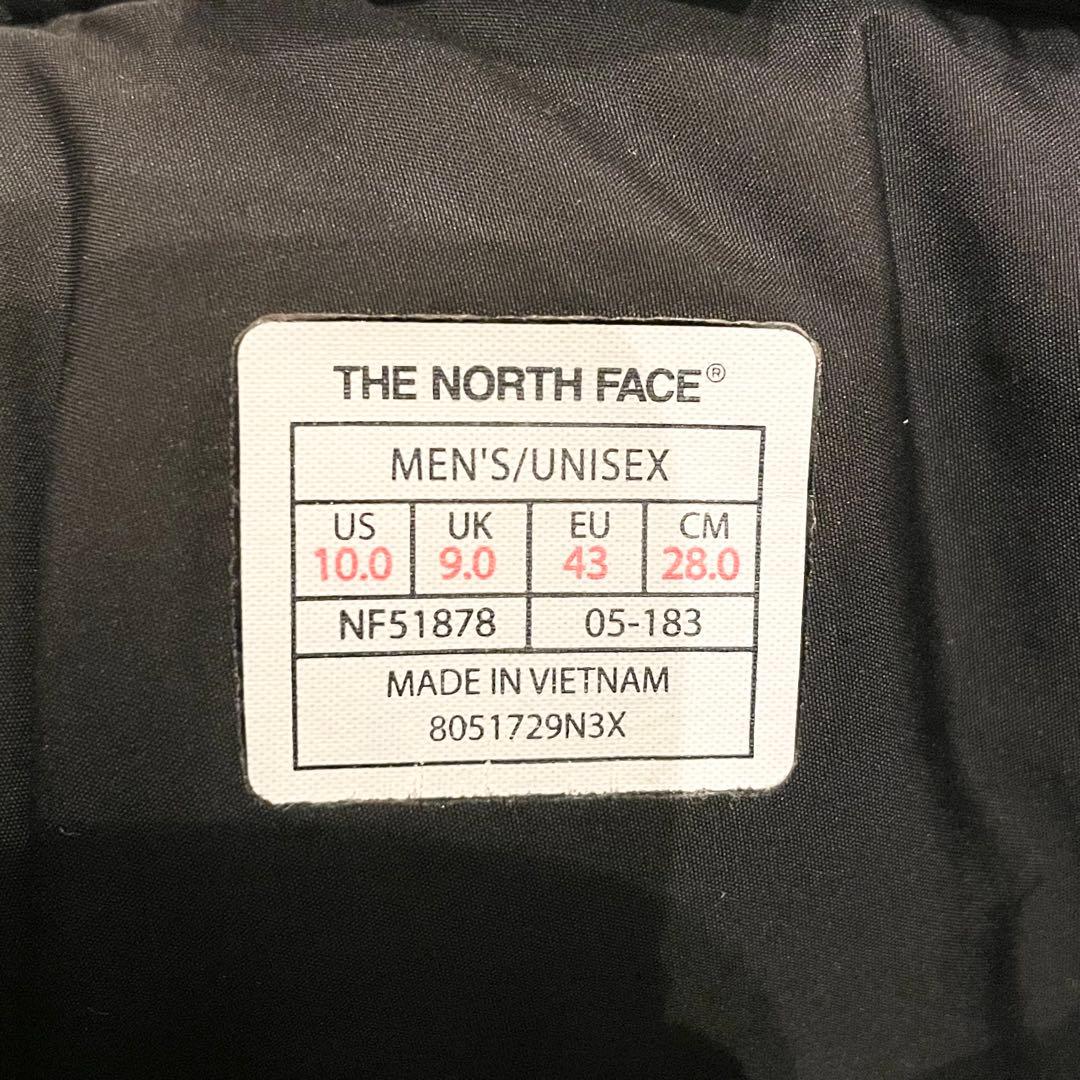 THE NORTH FACE®
MEN'S/UNISEX
US UK EU CM
10.0 9.0 43 28.0
NF51878 05-183
MADE IN VIETNAM
8051729N3X